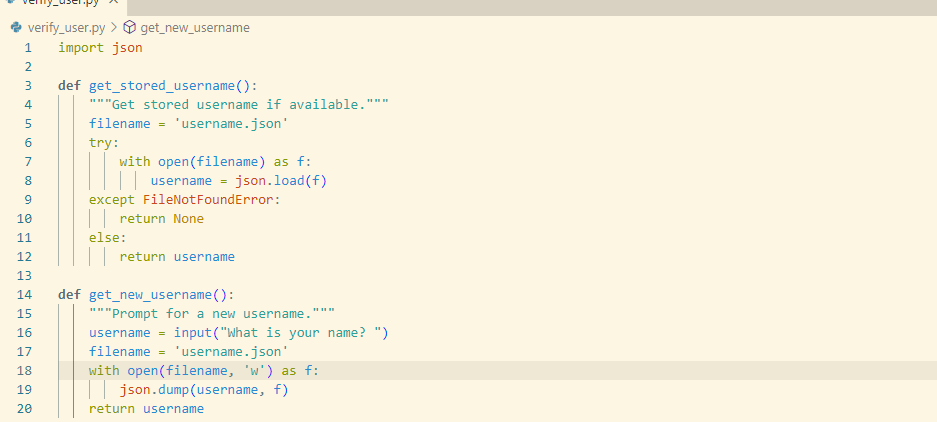 verify_user.py
verify_user.py > get_new_username
1 import json
2
3 def get_stored_username():
4     """Get stored username if available."""
5     filename = 'username.json'
6     try:
7         with open(filename) as f:
8             username = json.load(f)
9     except FileNotFoundError:
10         return None
11     else:
12         return username
13
14 def get_new_username():
15     """Prompt for a new username."""
16     username = input("What is your name? ")
17     filename = 'username.json'
18     with open(filename, 'w') as f:
19         json.dump(username, f)
20     return username